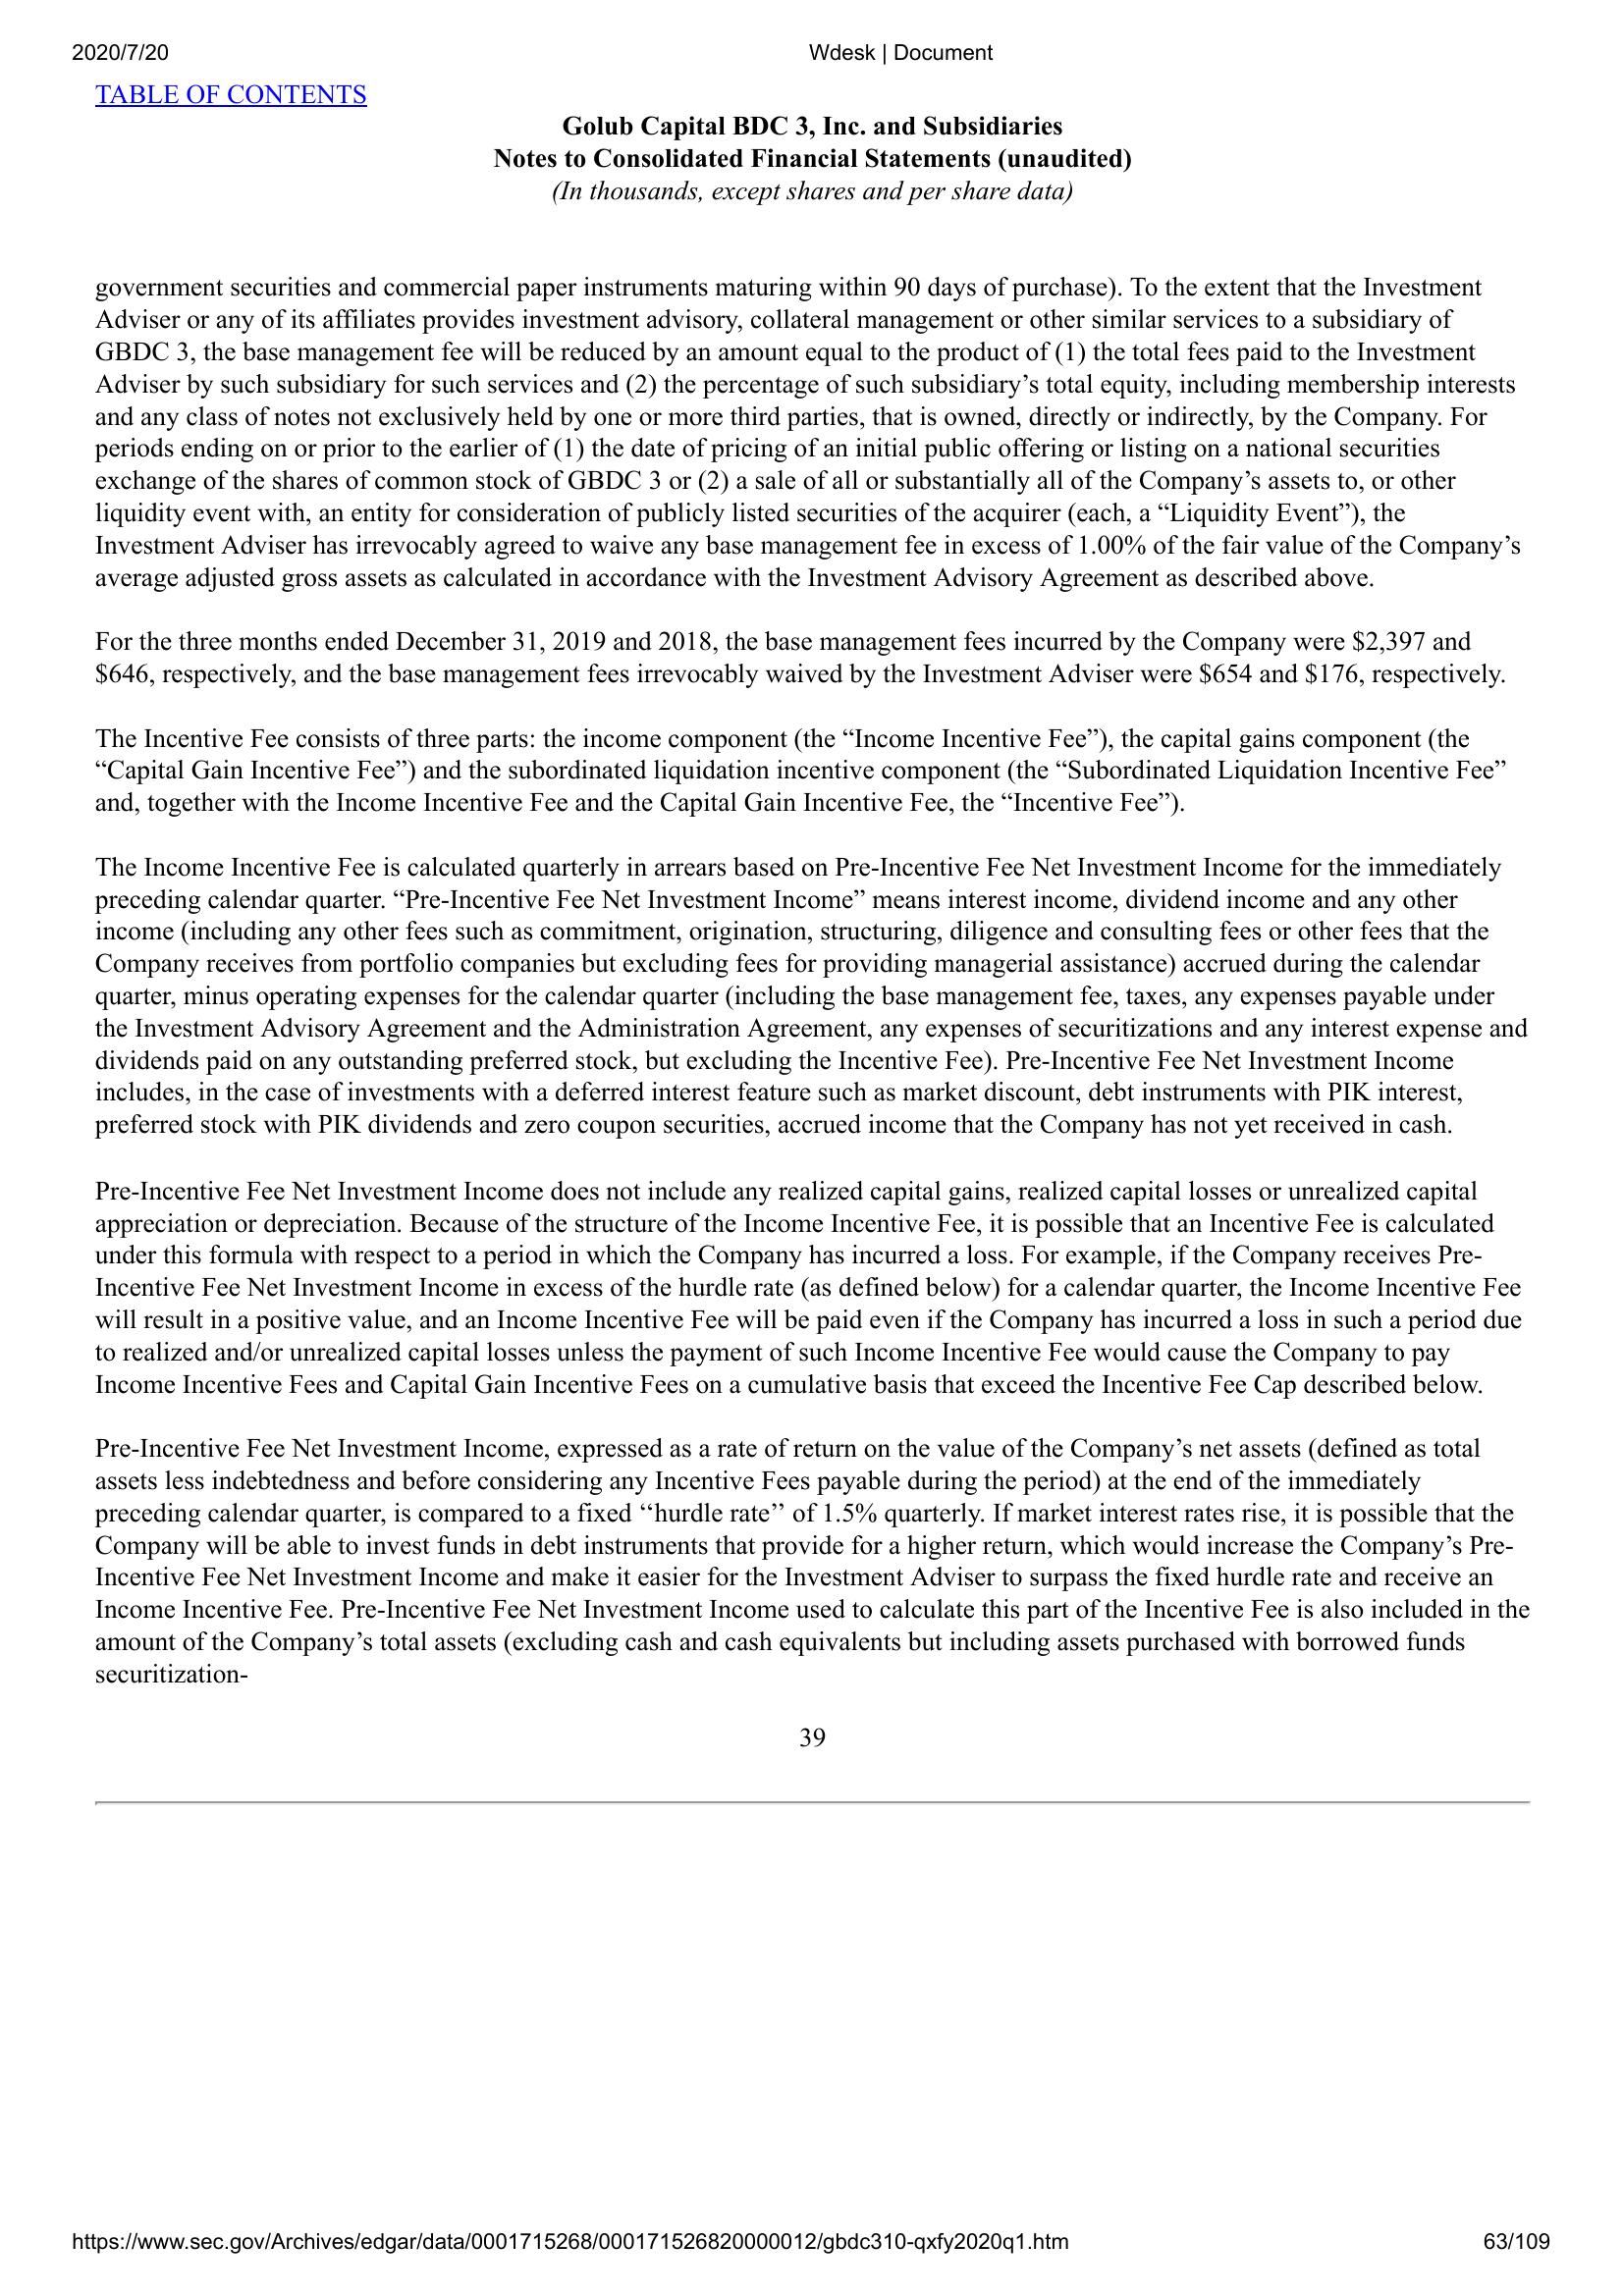 2020/7/20
Wdesk | Document
TABLE OF CONTENTS
Golub Capital BDC 3, Inc. and Subsidiaries
Notes to Consolidated Financial Statements (unaudited)
(In thousands, except shares and per share data)
government securities and commercial paper instruments maturing within 90 days of purchase). To the extent that the Investment
Adviser or any of its affiliates provides investment advisory, collateral management or other similar services to a subsidiary of
GBDC 3, the base management fee will be reduced by an amount equal to the product of (1) the total fees paid to the Investment
Adviser by such subsidiary for such services and (2) the percentage of such subsidiary’s total equity, including membership interests
and any class of notes not exclusively held by one or more third parties, that is owned, directly or indirectly, by the Company. For
periods ending on or prior to the earlier of (1) the date of pricing of an initial public offering or listing on a national securities
exchange of the shares of common stock of GBDC 3 or (2) a sale of all or substantially all of the Company’s assets to, or other
liquidity event with, an entity for consideration of publicly listed securities of the acquirer (each, a “Liquidity Event”), the
Investment Adviser has irrevocably agreed to waive any base management fee in excess of 1.00% of the fair value of the Company’s
average adjusted gross assets as calculated in accordance with the Investment Advisory Agreement as described above.
For the three months ended December 31, 2019 and 2018, the base management fees incurred by the Company were $2,397 and
$646, respectively, and the base management fees irrevocably waived by the Investment Adviser were $654 and $176, respectively.
The Incentive Fee consists of three parts: the income component (the “Income Incentive Fee”), the capital gains component (the
“Capital Gain Incentive Fee”) and the subordinated liquidation incentive component (the “Subordinated Liquidation Incentive Fee”
and, together with the Income Incentive Fee and the Capital Gain Incentive Fee, the “Incentive Fee”).
The Income Incentive Fee is calculated quarterly in arrears based on Pre-Incentive Fee Net Investment Income for the immediately
preceding calendar quarter. “Pre-Incentive Fee Net Investment Income” means interest income, dividend income and any other
income (including any other fees such as commitment, origination, structuring, diligence and consulting fees or other fees that the
Company receives from portfolio companies but excluding fees for providing managerial assistance) accrued during the calendar
quarter, minus operating expenses for the calendar quarter (including the base management fee, taxes, any expenses payable under
the Investment Advisory Agreement and the Administration Agreement, any expenses of securitizations and any interest expense and
dividends paid on any outstanding preferred stock, but excluding the Incentive Fee). Pre-Incentive Fee Net Investment Income
includes, in the case of investments with a deferred interest feature such as market discount, debt instruments with PIK interest,
preferred stock with PIK dividends and zero coupon securities, accrued income that the Company has not yet received in cash.
Pre-Incentive Fee Net Investment Income does not include any realized capital gains, realized capital losses or unrealized capital
appreciation or depreciation. Because of the structure of the Income Incentive Fee, it is possible that an Incentive Fee is calculated
under this formula with respect to a period in which the Company has incurred a loss. For example, if the Company receives Pre-
Incentive Fee Net Investment Income in excess of the hurdle rate (as defined below) for a calendar quarter, the Income Incentive Fee
will result in a positive value, and an Income Incentive Fee will be paid even if the Company has incurred a loss in such a period due
to realized and/or unrealized capital losses unless the payment of such Income Incentive Fee would cause the Company to pay
Income Incentive Fees and Capital Gain Incentive Fees on a cumulative basis that exceed the Incentive Fee Cap described below.
Pre-Incentive Fee Net Investment Income, expressed as a rate of return on the value of the Company’s net assets (defined as total
assets less indebtedness and before considering any Incentive Fees payable during the period) at the end of the immediately
preceding calendar quarter, is compared to a fixed ‘‘hurdle rate’’ of 1.5% quarterly. If market interest rates rise, it is possible that the
Company will be able to invest funds in debt instruments that provide for a higher return, which would increase the Company’s Pre-
Incentive Fee Net Investment Income and make it easier for the Investment Adviser to surpass the fixed hurdle rate and receive an
Income Incentive Fee. Pre-Incentive Fee Net Investment Income used to calculate this part of the Incentive Fee is also included in the
amount of the Company’s total assets (excluding cash and cash equivalents but including assets purchased with borrowed funds
securitization-
39
https://www.sec.gov/Archives/edgar/data/0001715268/000171526820000012/gbdc310-qxfy2020q1.htm
63/109